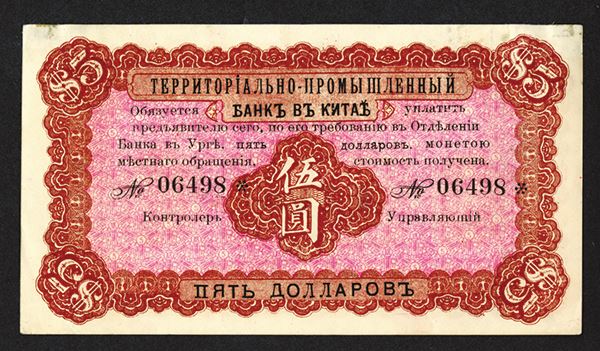 $5
$5
ТЕРРИТОРІАЛЬНО-ПРОМЫШЛЕННЫЙ
Обязуется БАНКЪ ВЪ КИТАѢ уплатить
предъявителю сего, по его требованію въ Отдѣленіи
Банка въ Ургѣ, пять долларовъ, монетою
мѣстнаго обращенія, стоимость получена.
№ 06498 * 伍圓 № 06498 *
Контролеръ Управляющій
$5
$5
ПЯТЬ ДОЛЛАРОВЪ